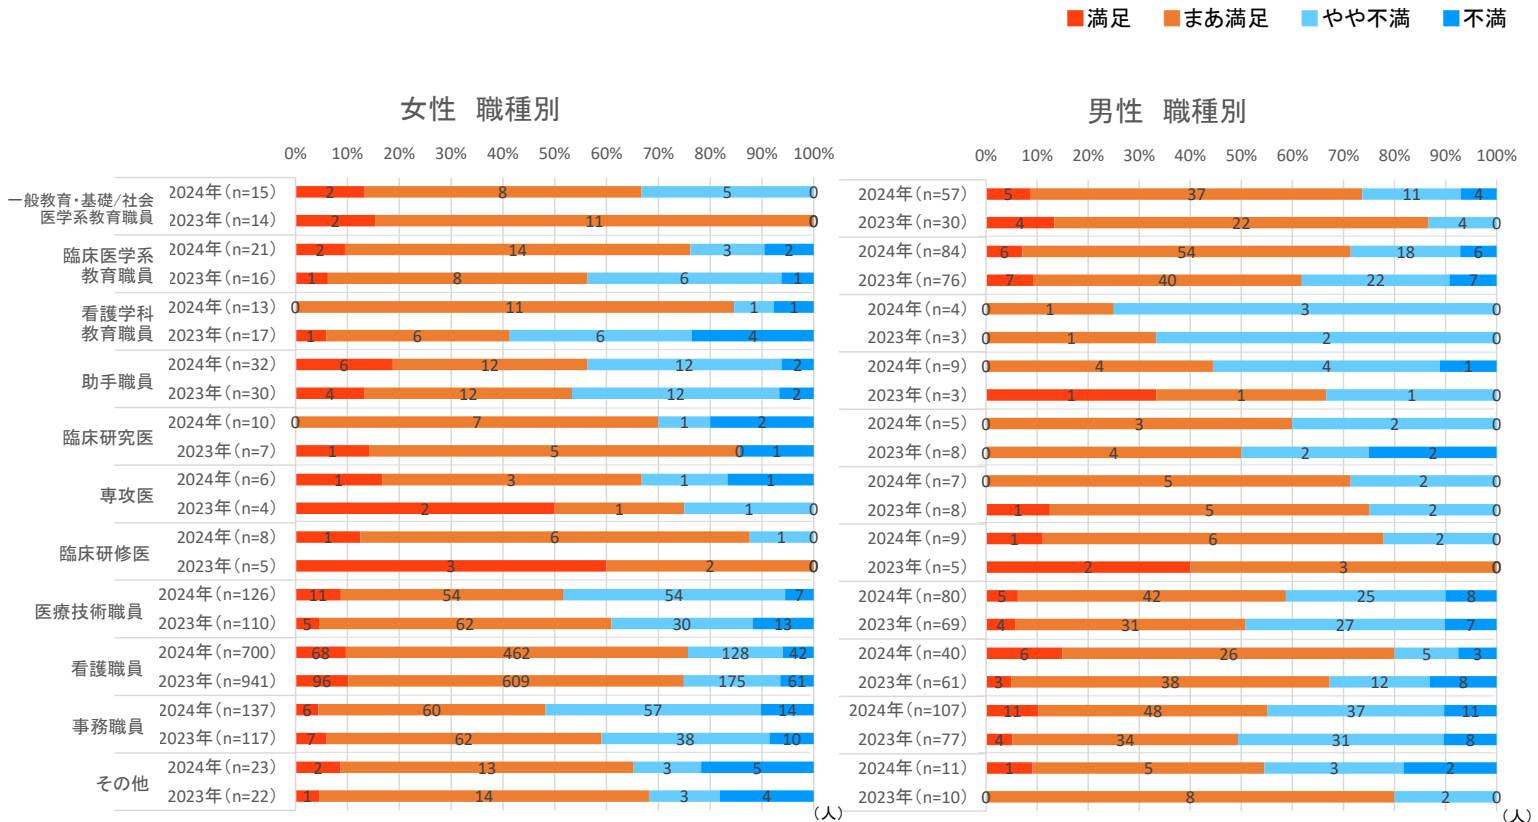 満足 まあ満足 やや不満 不満
女性 職種別
0% 10% 20% 30% 40% 50% 60% 70% 80% 90% 100%
一般教育・基礎/社会
医学系教育職員
2024年(n=15) 2 8 5 0
2023年(n=14) 2 11 0 0
臨床医学系
教育職員
2024年(n=21) 2 14 3 2
2023年(n=16) 1 8 6 1
看護学科
教育職員
2024年(n=13) 0 11 1 1
2023年(n=17) 1 6 6 4
助手職員
2024年(n=32) 6 12 12 2
2023年(n=30) 4 12 12 2
臨床研究医
2024年(n=10) 0 7 1 2
2023年(n=7) 1 5 0 1
専攻医
2024年(n=6) 1 3 1 1
2023年(n=4) 2 1 1 0
臨床研修医
2024年(n=8) 1 6 1 0
2023年(n=5) 3 2 0 0
医療技術職員
2024年(n=126) 11 54 54 7
2023年(n=110) 5 62 30 13
看護職員
2024年(n=700) 68 462 128 42
2023年(n=941) 96 609 175 61
事務職員
2024年(n=137) 6 60 57 14
2023年(n=117) 7 62 38 10
その他
2024年(n=23) 2 13 3 5
2023年(n=22) 1 14 3 4
(人)
男性 職種別
0% 10% 20% 30% 40% 50% 60% 70% 80% 90% 100%
2024年(n=57) 5 37 11 4
2023年(n=30) 4 22 4 0
2024年(n=84) 6 54 18 6
2023年(n=76) 7 40 22 7
2024年(n=4) 0 1 3 0
2023年(n=3) 0 1 2 0
2024年(n=9) 0 4 4 1
2023年(n=3) 1 1 1 0
2024年(n=5) 0 3 2 0
2023年(n=8) 0 4 2 2
2024年(n=7) 0 5 2 0
2023年(n=8) 1 5 2 0
2024年(n=9) 1 6 2 0
2023年(n=5) 2 3 0 0
2024年(n=80) 5 42 25 8
2023年(n=69) 4 31 27 7
2024年(n=40) 6 26 5 3
2023年(n=61) 3 38 12 8
2024年(n=107) 11 48 37 11
2023年(n=77) 4 34 31 8
2024年(n=11) 1 5 3 2
2023年(n=10) 0 8 2 0
(人)